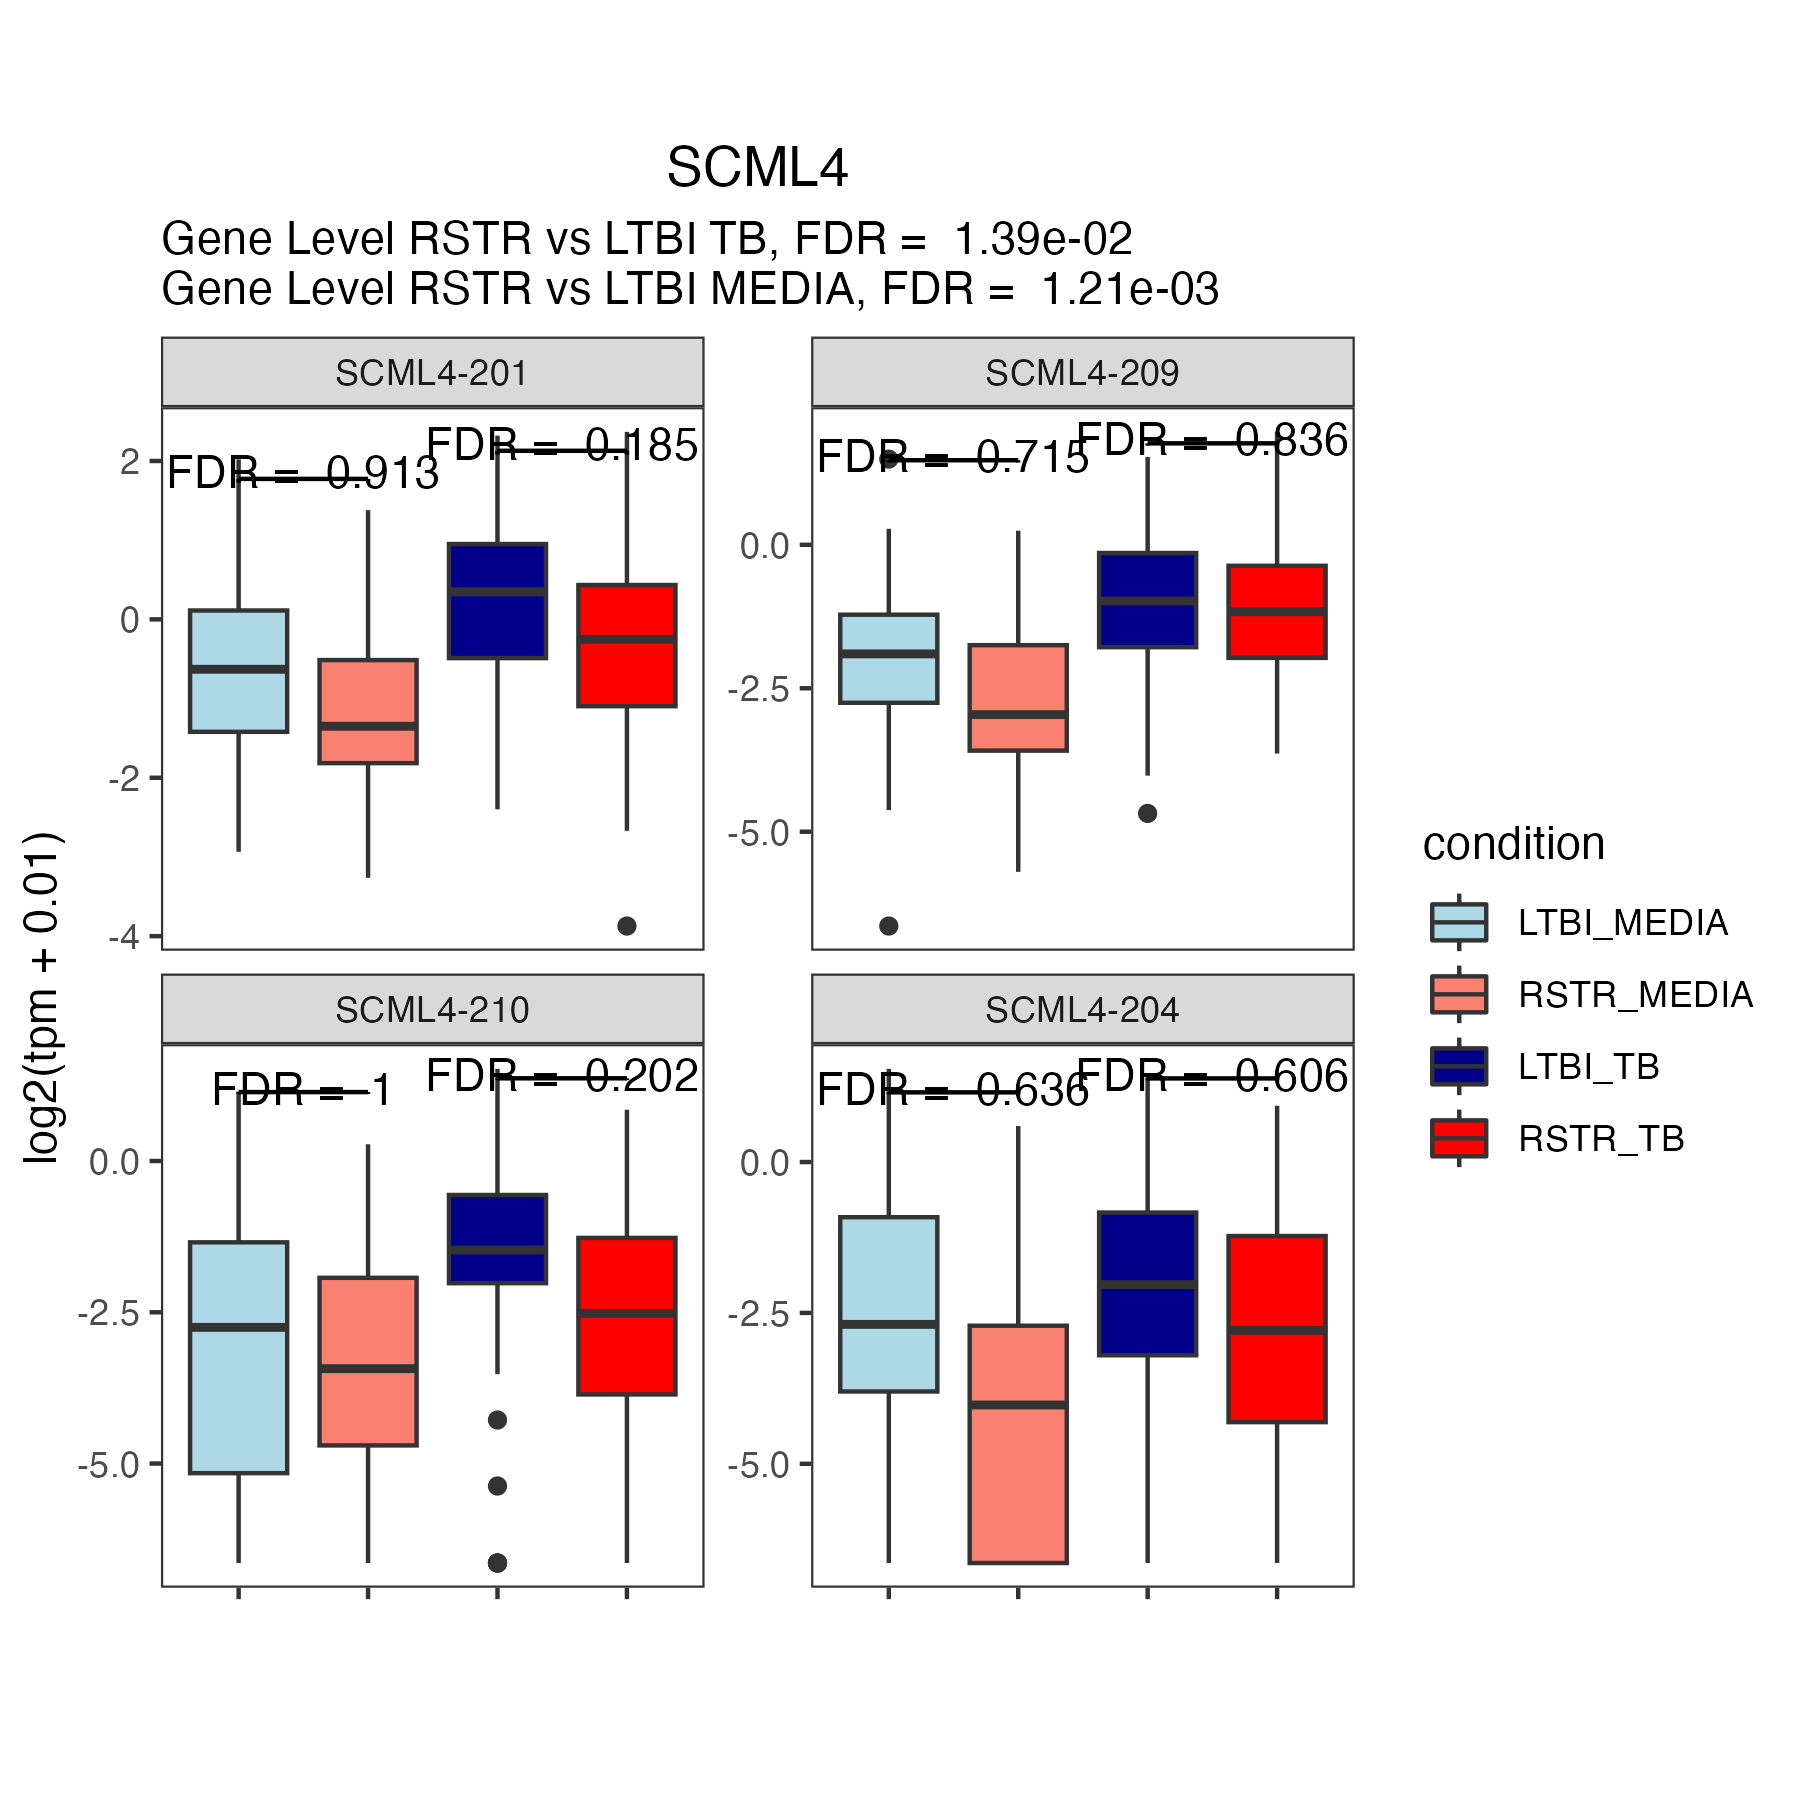 SCML4
Gene Level RSTR vs LTBI TB, FDR = 1.39e-02
Gene Level RSTR vs LTBI MEDIA, FDR = 1.21e-03
SCML4-201
FDR = 0.913
FDR = 0.185
2
0
-2
-4
SCML4-209
FDR = 0.715
FDR = 0.836
0.0
-2.5
-5.0
SCML4-210
FDR = 1
FDR = 0.202
0.0
-2.5
-5.0
SCML4-204
FDR = 0.636
FDR = 0.606
0.0
-2.5
-5.0
log2(tpm + 0.01)
condition
LTBI_MEDIA
RSTR_MEDIA
LTBI_TB
RSTR_TB